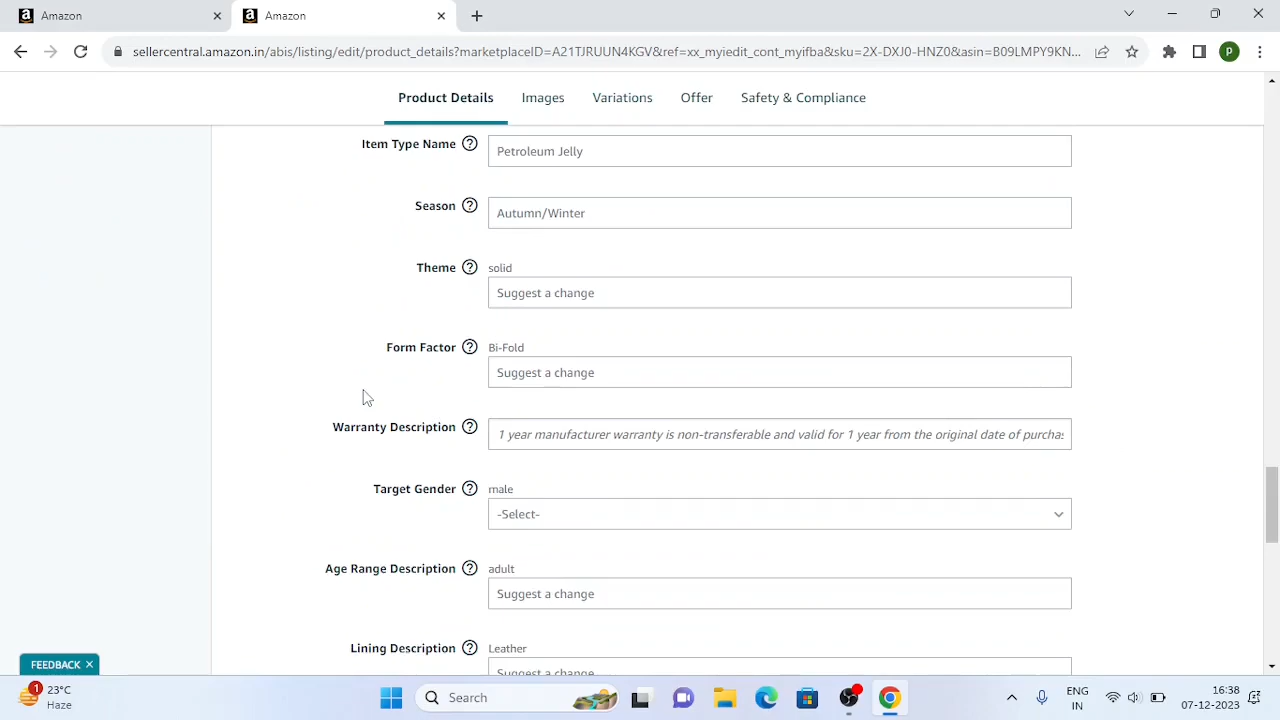 Amazon
Amazon
sellercentral.amazon.in/abis/listing/edit/product_details?marketplaceID=A21TJRUUN4KGV&ref=xx_myiedit_cont_myifba&sku=2X-DXJ0-HNZ0&asin=B09LMPY9KN...
P
Product Details
Images
Variations
Offer
Safety & Compliance
Item Type Name
Petroleum Jelly
Season
Autumn/Winter
Theme
solid
Suggest a change
Form Factor
Bi-Fold
Suggest a change
Warranty Description
1 year manufacturer warranty is non-transferable and valid for 1 year from the original date of purchas
Target Gender
male
-Select-
Age Range Description
adult
Suggest a change
Lining Description
Leather
Suggest a change
FEEDBACK
1
23°C
Haze
Search
ENG
IN
16:38
07-12-2023